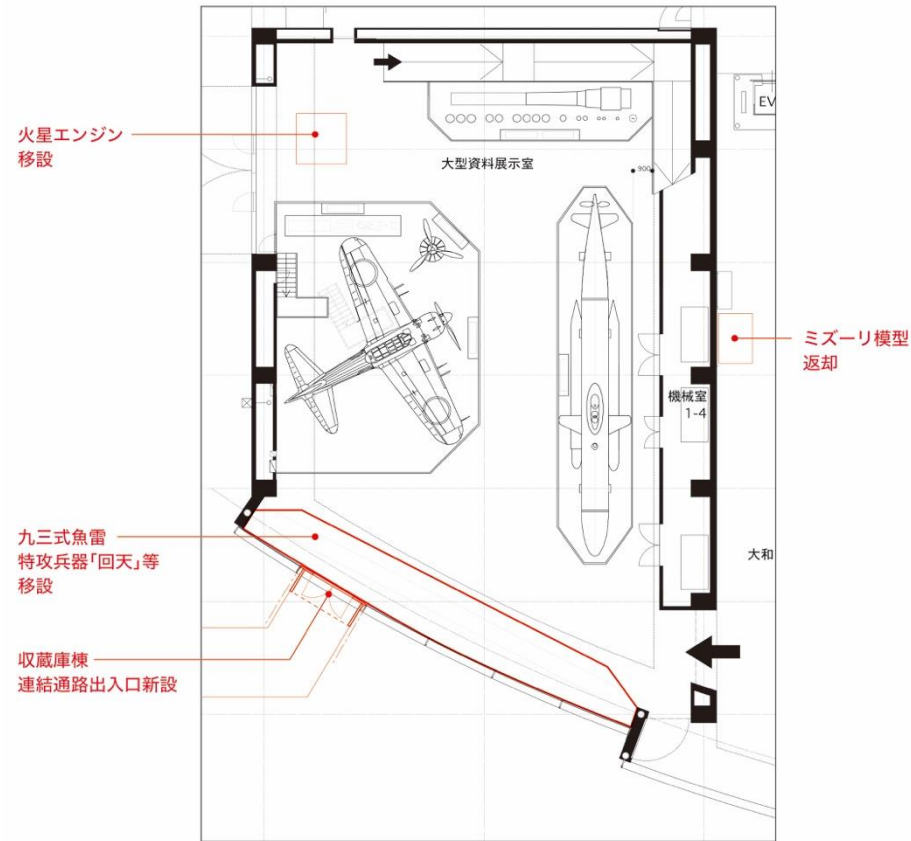 火星エンジン
移設
EV
大型資料展示室
900
ミズーリ模型
返却
機械室
1-4
九三式魚雷
特攻兵器｢回天｣等
移設
大和
収蔵庫棟
連結通路出入口新設